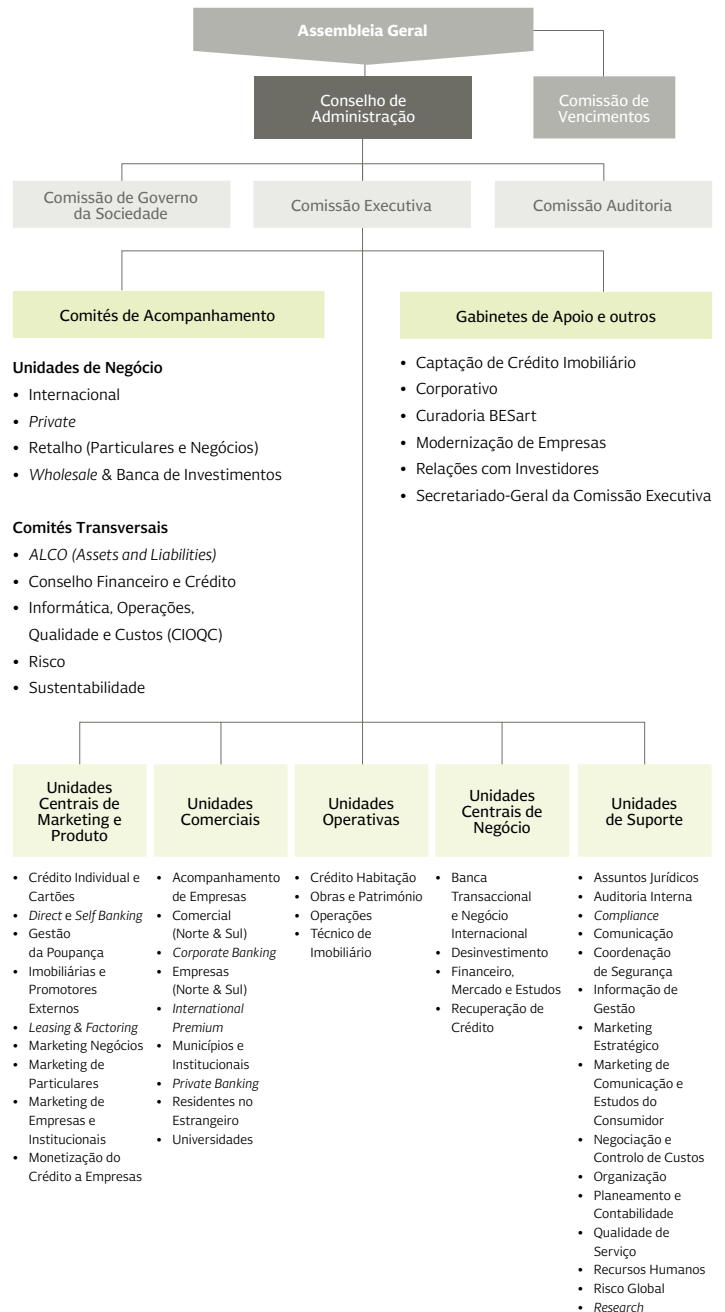 Assembleia Geral
Conselho de
Administração
Comissão de
Vencimentos
Comissão de Governo
da Sociedade
Comissão Executiva
Comissão Auditoria
Comités de Acompanhamento
Unidades de Negócio
• Internacional
• Private
• Retalho (Particulares e Negócios)
• Wholesale & Banca de Investimentos
Comités Transversais
• ALCO (Assets and Liabilities)
• Conselho Financeiro e Crédito
• Informática, Operações,
Qualidade e Custos (CIOQC)
• Risco
• Sustentabilidade
Gabinetes de Apoio e outros
• Captação de Crédito Imobiliário
• Corporativo
• Curadoria BESart
• Modernização de Empresas
• Relações com Investidores
• Secretariado-Geral da Comissão Executiva
Unidades
Centrais de
Marketing e
Produto
• Crédito Individual e
Cartões
• Direct e Self Banking
• Gestão
da Poupança
• Imobiliárias e
Promotores
Externos
• Leasing & Factoring
• Marketing Negócios
• Marketing de
Particulares
• Marketing de
Empresas e
Institucionais
• Monetização do
Crédito a Empresas
Unidades
Comerciais
• Acompanhamento
de Empresas
• Comercial
(Norte & Sul)
• Corporate Banking
• Empresas
(Norte & Sul)
• International
Premium
• Municípios e
Institucionais
• Private Banking
• Residentes no
Estrangeiro
• Universidades
Unidades
Operativas
• Crédito Habitação
• Obras e Património
• Operações
• Técnico de
Imobiliário
Unidades
Centrais de
Negócio
• Banca
Transaccional
e Negócio
Internacional
• Desinvestimento
• Financeiro,
Mercado e Estudos
• Recuperação de
Crédito
Unidades
de Suporte
• Assuntos Jurídicos
• Auditoria Interna
• Compliance
• Comunicação
• Coordenação
de Segurança
• Informação de
Gestão
• Marketing
Estratégico
• Marketing de
Comunicação e
Estudos do
Consumidor
• Negociação e
Controlo de Custos
• Organização
• Planeamento e
Contabilidade
• Qualidade de
Serviço
• Recursos Humanos
• Risco Global
• Research